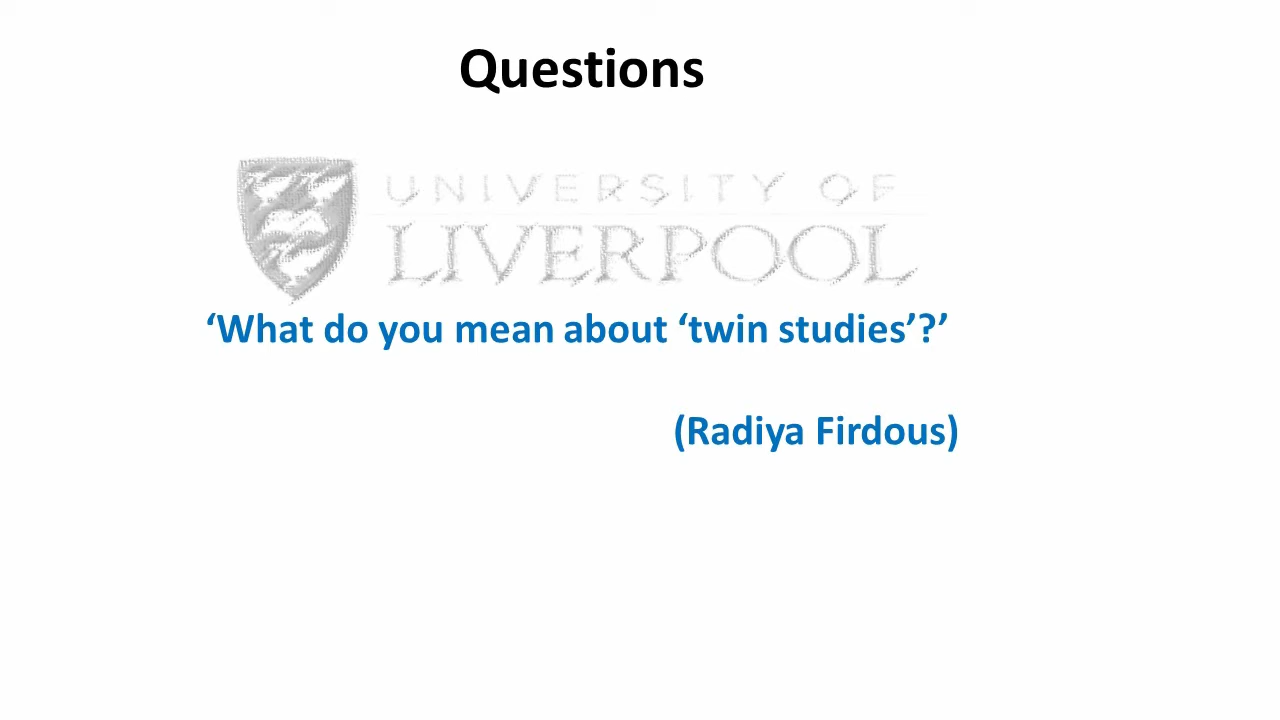 Questions
UNIVERSITY OF
LIVERPOOL
‘What do you mean about ‘twin studies’?’
(Radiya Firdous)